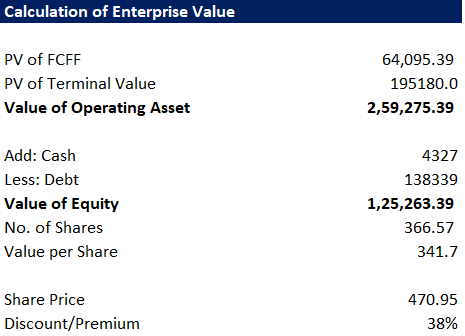 Calculation of Enterprise Value
PV of FCFF 64,095.39
PV of Terminal Value 195180.0
Value of Operating Asset 2,59,275.39
Add: Cash 4327
Less: Debt 138339
Value of Equity 1,25,263.39
No. of Shares 366.57
Value per Share 341.7
Share Price 470.95
Discount/Premium 38%